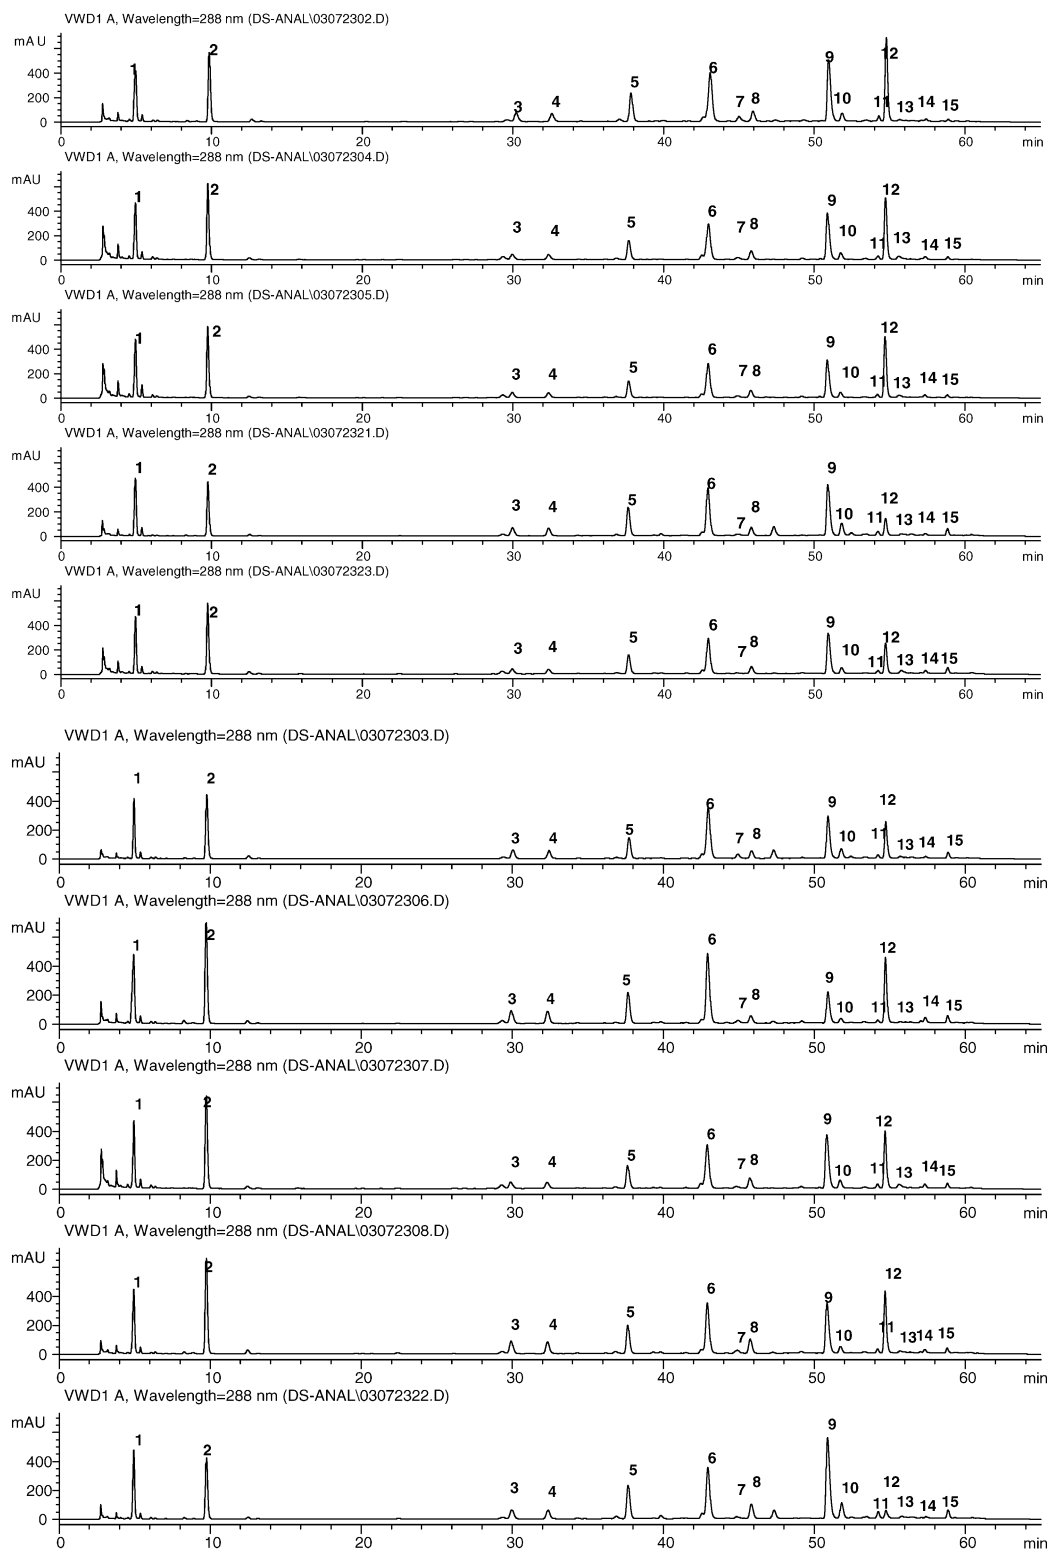 VWD1 A, Wavelength=288 nm (DS-ANAL\03072302.D)
mAU
1 2 3 4 5 6 7 8 9 10 11 12 13 14 15
400
200
0
0 10 20 30 40 50 60 min
VWD1 A, Wavelength=288 nm (DS-ANAL\03072304.D)
mAU
1 2 3 4 5 6 7 8 9 10 11 12 13 14 15
400
200
0
0 10 20 30 40 50 60 min
VWD1 A, Wavelength=288 nm (DS-ANAL\03072305.D)
mAU
1 2 3 4 5 6 7 8 9 10 11 12 13 14 15
400
200
0
0 10 20 30 40 50 60 min
VWD1 A, Wavelength=288 nm (DS-ANAL\03072321.D)
mAU
1 2 3 4 5 6 7 8 9 10 11 12 13 14 15
400
200
0
0 10 20 30 40 50 60 min
VWD1 A, Wavelength=288 nm (DS-ANAL\03072323.D)
mAU
1 2 3 4 5 6 7 8 9 10 11 12 13 14 15
400
200
0
0 10 20 30 40 50 60 min
VWD1 A, Wavelength=288 nm (DS-ANAL\03072303.D)
mAU
1 2 3 4 5 6 7 8 9 10 11 12 13 14 15
400
200
0
0 10 20 30 40 50 60 min
VWD1 A, Wavelength=288 nm (DS-ANAL\03072306.D)
mAU
1 2 3 4 5 6 7 8 9 10 11 12 13 14 15
400
200
0
0 10 20 30 40 50 60 min
VWD1 A, Wavelength=288 nm (DS-ANAL\03072307.D)
mAU
1 2 3 4 5 6 7 8 9 10 11 12 13 14 15
400
200
0
0 10 20 30 40 50 60 min
VWD1 A, Wavelength=288 nm (DS-ANAL\03072308.D)
mAU
1 2 3 4 5 6 7 8 9 10 11 12 13 14 15
400
200
0
0 10 20 30 40 50 60 min
VWD1 A, Wavelength=288 nm (DS-ANAL\03072322.D)
mAU
1 2 3 4 5 6 7 8 9 10 11 12 13 14 15
400
200
0
0 10 20 30 40 50 60 min